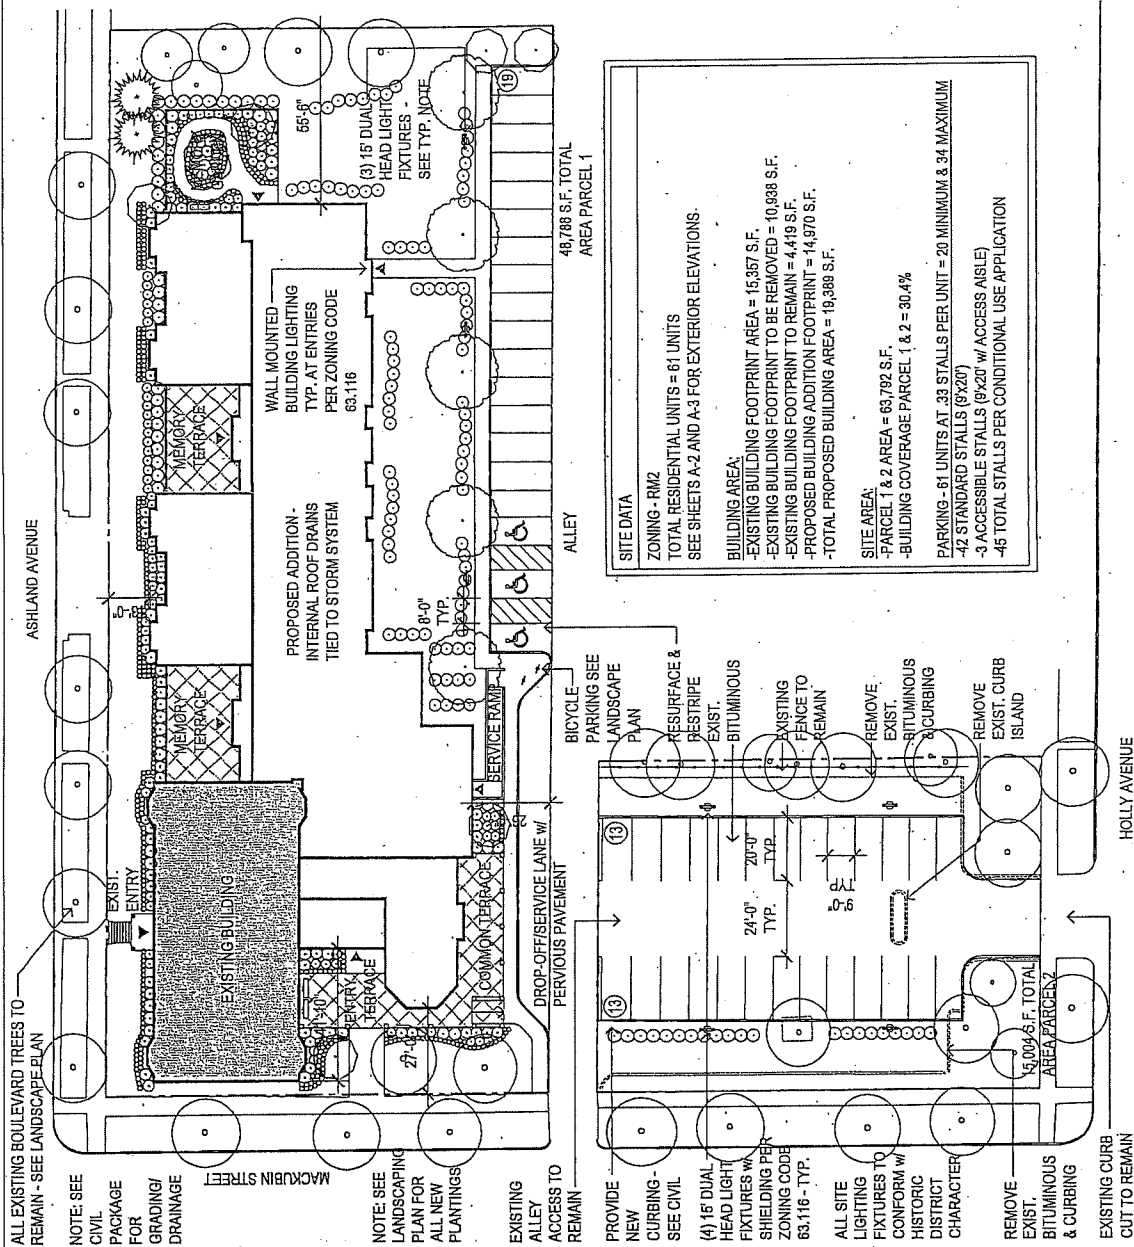 ASHLAND AVENUE
ALL EXISTING BOULEVARD TREES TO
REMAIN - SEE LANDSCAPE PLAN
NOTE: SEE
CIVIL
PACKAGE
FOR
GRADING/
DRAINAGE
EXIST.
ENTRY
EXISTING BUILDING
MEMORY
TERRACE
MEMORY
TERRACE
PROPOSED ADDITION -
INTERNAL ROOF DRAINS
TIED TO STORM SYSTEM
WALL MOUNTED
BUILDING LIGHTING
TYP. AT ENTRIES
PER ZONING CODE
63.116
55'-6"
(3) 15' DUAL
HEAD LIGHT
FIXTURES -
SEE TYP. NOTE
19
48,788 S.F. TOTAL
AREA PARCEL 1
ALLEY
8'-0"
TYP.
SERVICE RAMP
COMMON TERRACE
ENTRY
TERRACE
27'-0"
MACKUBIN STREET
NOTE: SEE
LANDSCAPING
PLAN FOR
ALL NEW
PLANTINGS
EXISTING
ALLEY
ACCESS TO
REMAIN
DROP-OFF/SERVICE LANE w/
PERVIOUS PAVEMENT
BICYCLE
PARKING SEE
LANDSCAPE
PLAN
RESURFACE &
RESTRIPE
EXIST.
BITUMINOUS
EXISTING
FENCE TO
REMAIN
REMOVE
EXIST.
BITUMINOUS
& CURBING
REMOVE
EXIST. CURB
ISLAND
13
13
20'-0"
TYP.
24'-0"
TYP.
9'-0"
TYP
15,004 S.F. TOTAL
AREA PARCEL 2
PROVIDE
NEW
CURBING -
SEE CIVIL
(4) 15' DUAL
HEAD LIGHT
FIXTURES w/
SHIELDING PER
ZONING CODE
63.116 - TYP.
ALL SITE
LIGHTING
FIXTURES TO
CONFORM w/
HISTORIC
DISTRICT
CHARACTER
REMOVE
EXIST.
BITUMINOUS
& CURBING
EXISTING CURB
CUT TO REMAIN
HOLLY AVENUE
SITE DATA
ZONING - RM2
TOTAL RESIDENTIAL UNITS = 61 UNITS
SEE SHEETS A-2 AND A-3 FOR EXTERIOR ELEVATIONS.
BUILDING AREA:
-EXISTING BUILDING FOOTPRINT AREA = 15,357 S.F.
-EXISTING BUILDING FOOTPRINT TO BE REMOVED = 10,938 S.F.
-EXISTING BUILDING FOOTPRINT TO REMAIN = 4,419 S.F.
-PROPOSED BUILDING ADDITION FOOTPRINT = 14,970 S.F.
-TOTAL PROPOSED BUILDING AREA = 19,389 S.F.
SITE AREA:
-PARCEL 1 & 2 AREA = 63,792 S.F.
-BUILDING COVERAGE PARCEL 1 & 2 = 30.4%
PARKING - 61 UNITS AT .33 STALLS PER UNIT = 20 MINIMUM & 34 MAXIMUM
-42 STANDARD STALLS (9'x20')
-3 ACCESSIBLE STALLS (9'x20' w/ ACCESS AISLE)
-45 TOTAL STALLS PER CONDITIONAL USE APPLICATION